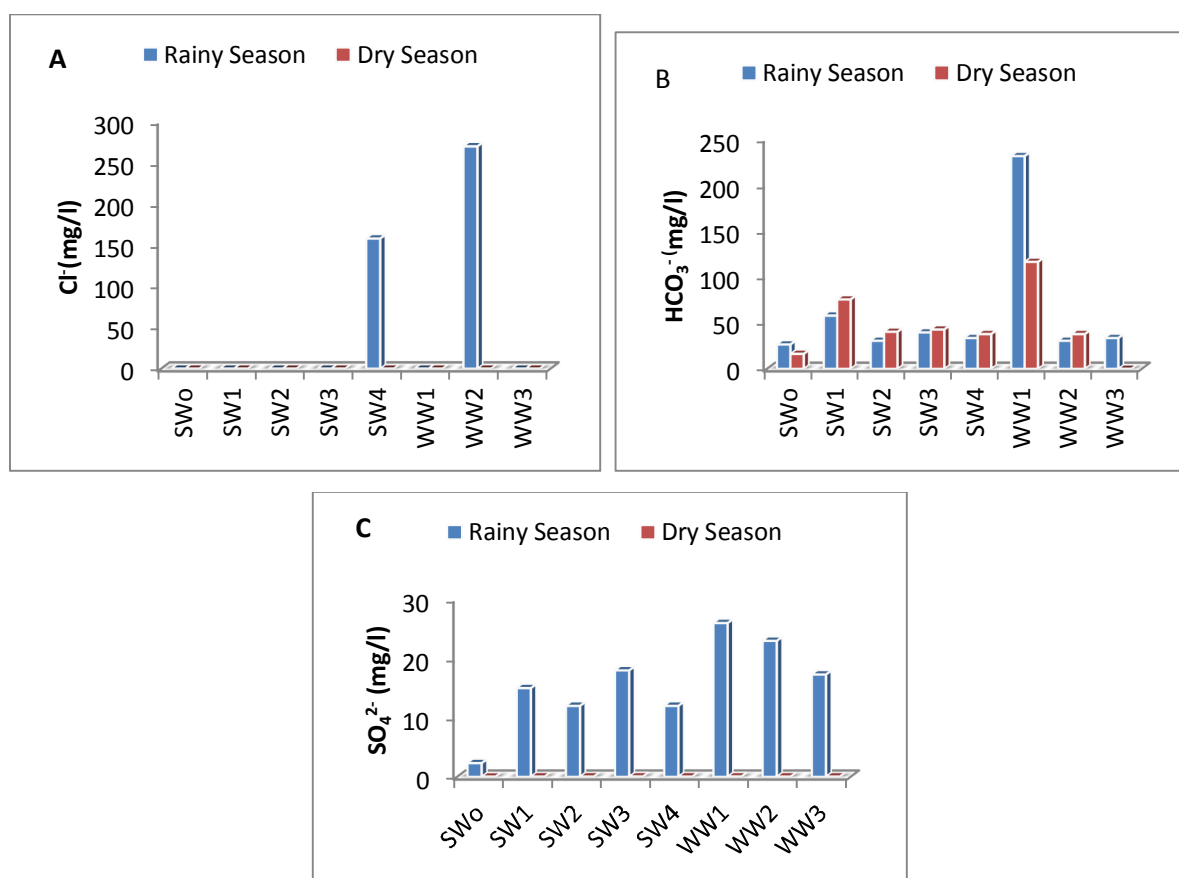 A
Rainy Season Dry Season
Cl⁻(mg/l)
300
250
200
150
100
50
0
SWo SW1 SW2 SW3 SW4 WW1 WW2 WW3
B
Rainy Season Dry Season
HCO₃⁻ ⁽mg/l)
250
200
150
100
50
0
SWo SW1 SW2 SW3 SW4 WW1 WW2 WW3
C
Rainy Season Dry Season
SO₄²⁻ (mg/l)
30
20
10
0
SWo SW1 SW2 SW3 SW4 WW1 WW2 WW3